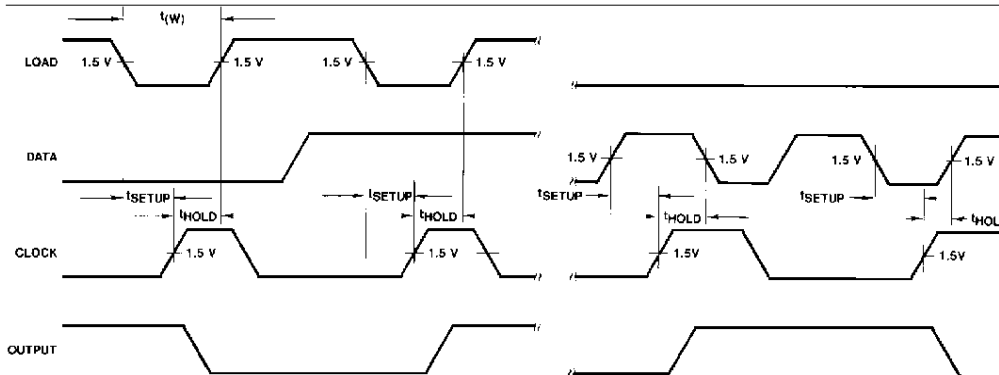 t(W)
LOAD 1.5 V 1.5 V 1.5 V 1.5 V
DATA 1.5 V 1.5 V 1.5 V 1.5 V
tSETUP tSETUP tSETUP tSETUP
tHOLD tHOLD tHOLD tHOL
CLOCK 1.5 V 1.5 V 1.5V 1.5V
OUTPUT